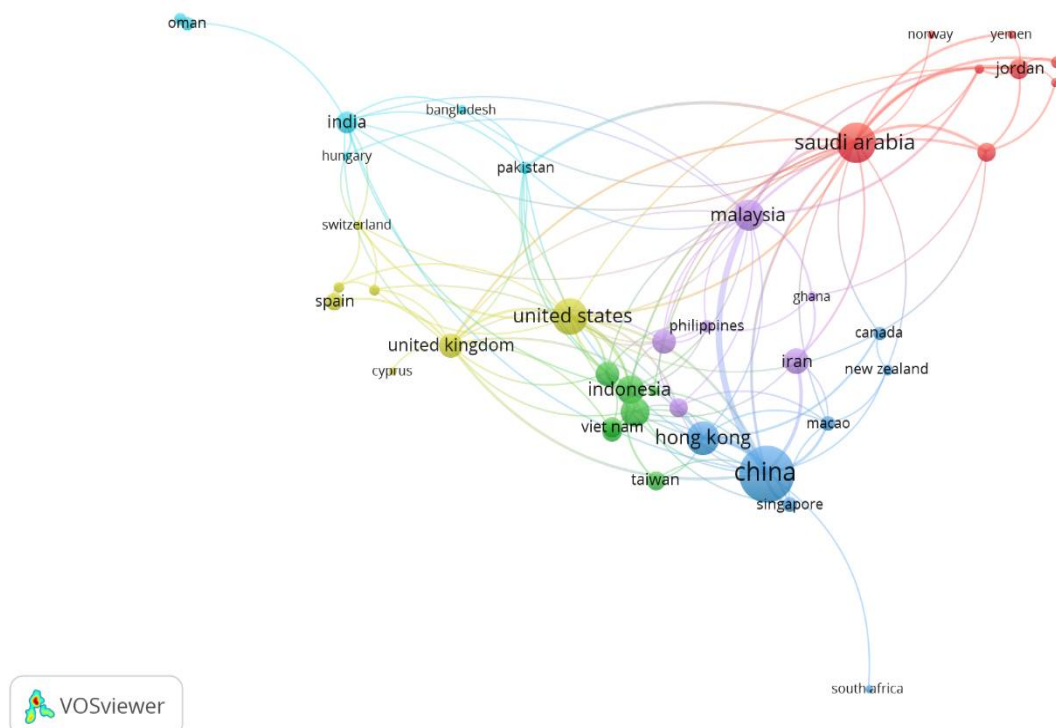 oman
norway
yemen
jordan
bangladesh
india
saudi arabia
hungary
pakistan
switzerland
malaysia
spain
ghana
united states
philippines
canada
united kingdom
iran
cyprus
new zealand
indonesia
viet nam
macao
hong kong
china
taiwan
singapore
south africa
VOSviewer